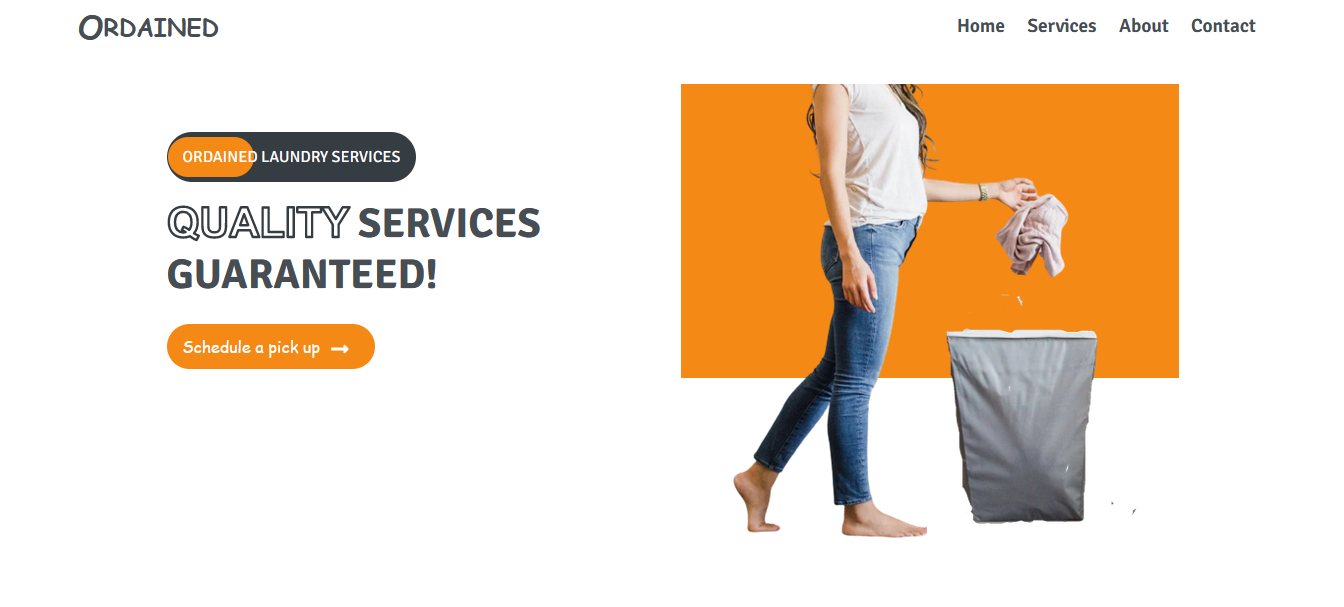 ORDAINED
Home Services About Contact
ORDAINED LAUNDRY SERVICES
QUALITY SERVICES
GUARANTEED!
Schedule a pick up